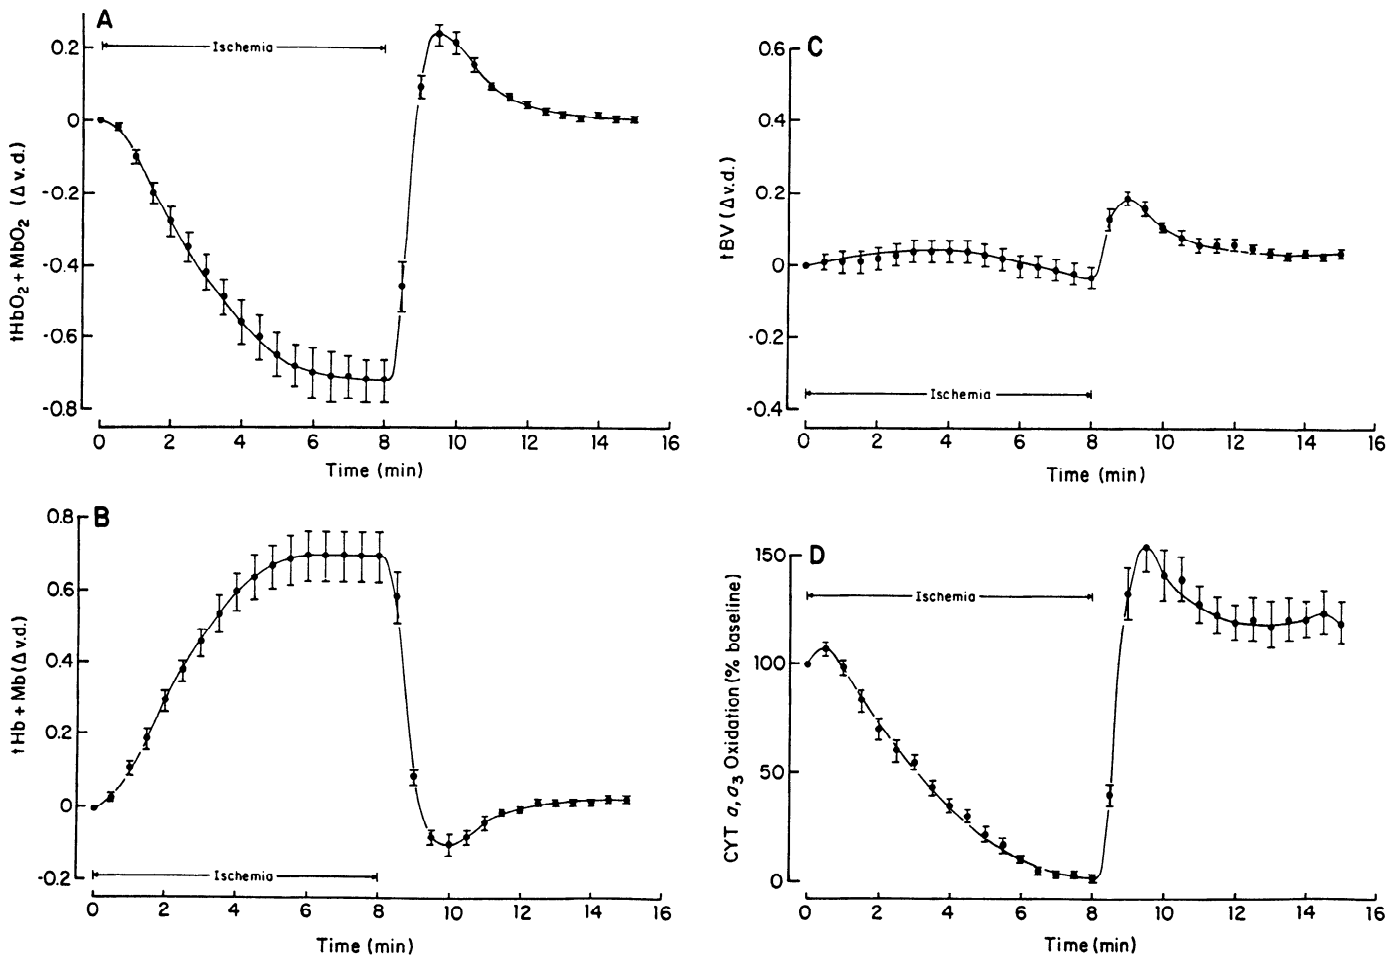 A
0.2
Ischemia
0
-0.2
-0.4
-0.6
-0.8
tHbO2 + MbO2 (Δ v.d.)
0 2 4 6 8 10 12 14 16
Time (min)
B
0.8
0.6
0.4
0.2
0
-0.2
Ischemia
tHb + Mb (Δ v.d.)
0 2 4 6 8 10 12 14 16
Time (min)
C
0.6
0.4
0.2
0
-0.2
-0.4
Ischemia
tBV (Δ v.d.)
0 2 4 6 8 10 12 14 16
Time (min)
D
150
Ischemia
100
50
0
CYT a, a3 Oxidation (% baseline)
0 2 4 6 8 10 12 14 16
Time (min)